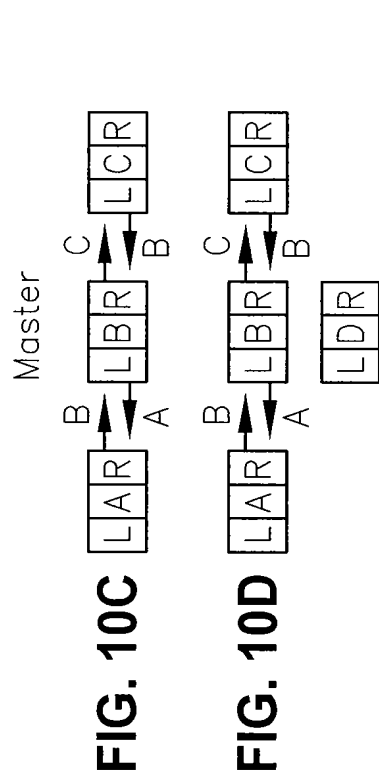 Master
FIG. 10C
B C
L A R L B R L C R
A B
FIG. 10D
B C
L A R L B R L C R
A B
L D R